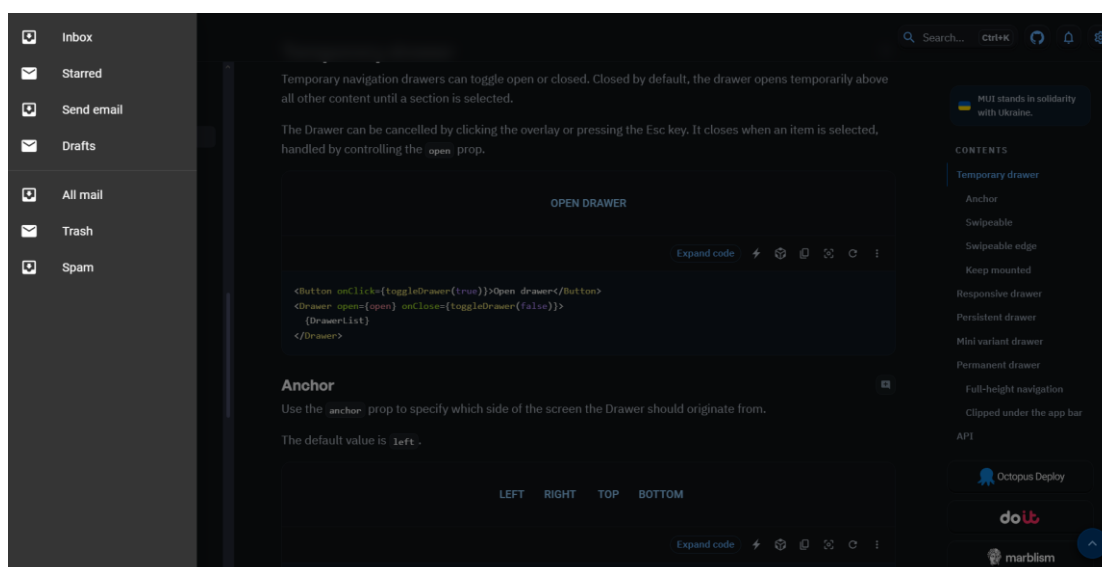 Inbox
Starred
Send email
Drafts
All mail
Trash
Spam
Search... Ctrl+K
Temporary navigation drawers can toggle open or closed. Closed by default, the drawer opens temporarily above
all other content until a section is selected.
The Drawer can be cancelled by clicking the overlay or pressing the Esc key. It closes when an item is selected,
handled by controlling the open prop.
OPEN DRAWER
Expand code
<Button onClick={toggleDrawer(true)}>Open drawer</Button>
<Drawer open={open} onClose={toggleDrawer(false)}>
{DrawerList}
</Drawer>
Anchor
Use the anchor prop to specify which side of the screen the Drawer should originate from.
The default value is left.
LEFT RIGHT TOP BOTTOM
Expand code
MUI stands in solidarity
with Ukraine.
CONTENTS
Temporary drawer
Anchor
Swipeable
Swipeable edge
Keep mounted
Responsive drawer
Persistent drawer
Mini variant drawer
Permanent drawer
Full-height navigation
Clipped under the app bar
API
Octopus Deploy
doit
marblism